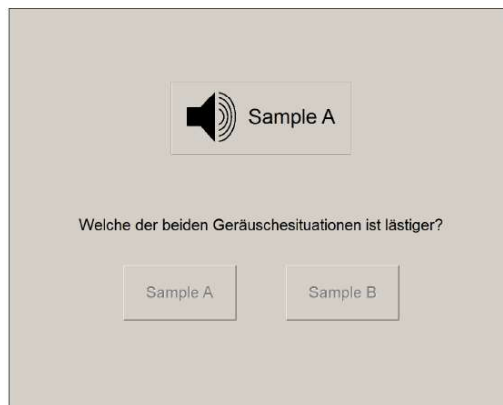 Sample A
Welche der beiden Geräuschesituationen ist lästiger?
Sample A Sample B